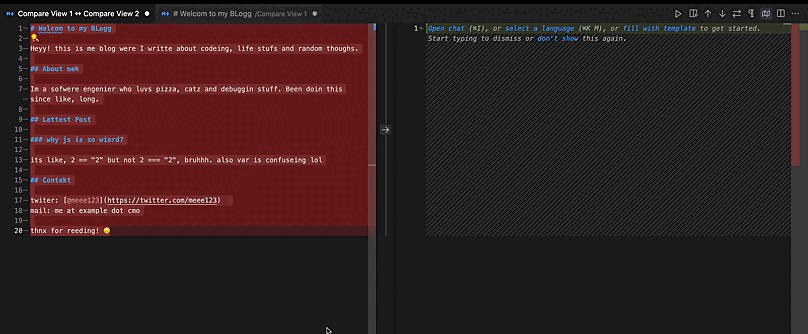 Compare View 1 ↔ Compare View 2
# Welcom to my BLogg /Compare View 1
1 # Welcom to my BLogg
2
3 Heyy! this is me blog were I writte about codeing, life stufs and random thoughs.
4
5 ## About meh
6
7 Im a sofwere engenier who luvs pizza, catz and debuggin stuff. Been doin this
since like, long.
8
9 ## Lattest Post
10
11 ### why js is so wierd?
12
13 its like, 2 == "2" but not 2 === "2", bruhhh. also var is confuseing lol
14
15 ## Contakt
16
17 twiter: [@meee123](https://twitter.com/meee123)
18 mail: me at example dot cmo
19
20 thnx for reeding! 😄
1 Open chat (⌘I), or select a language (⌘K M), or fill with template to get started.
Start typing to dismiss or don't show this again.